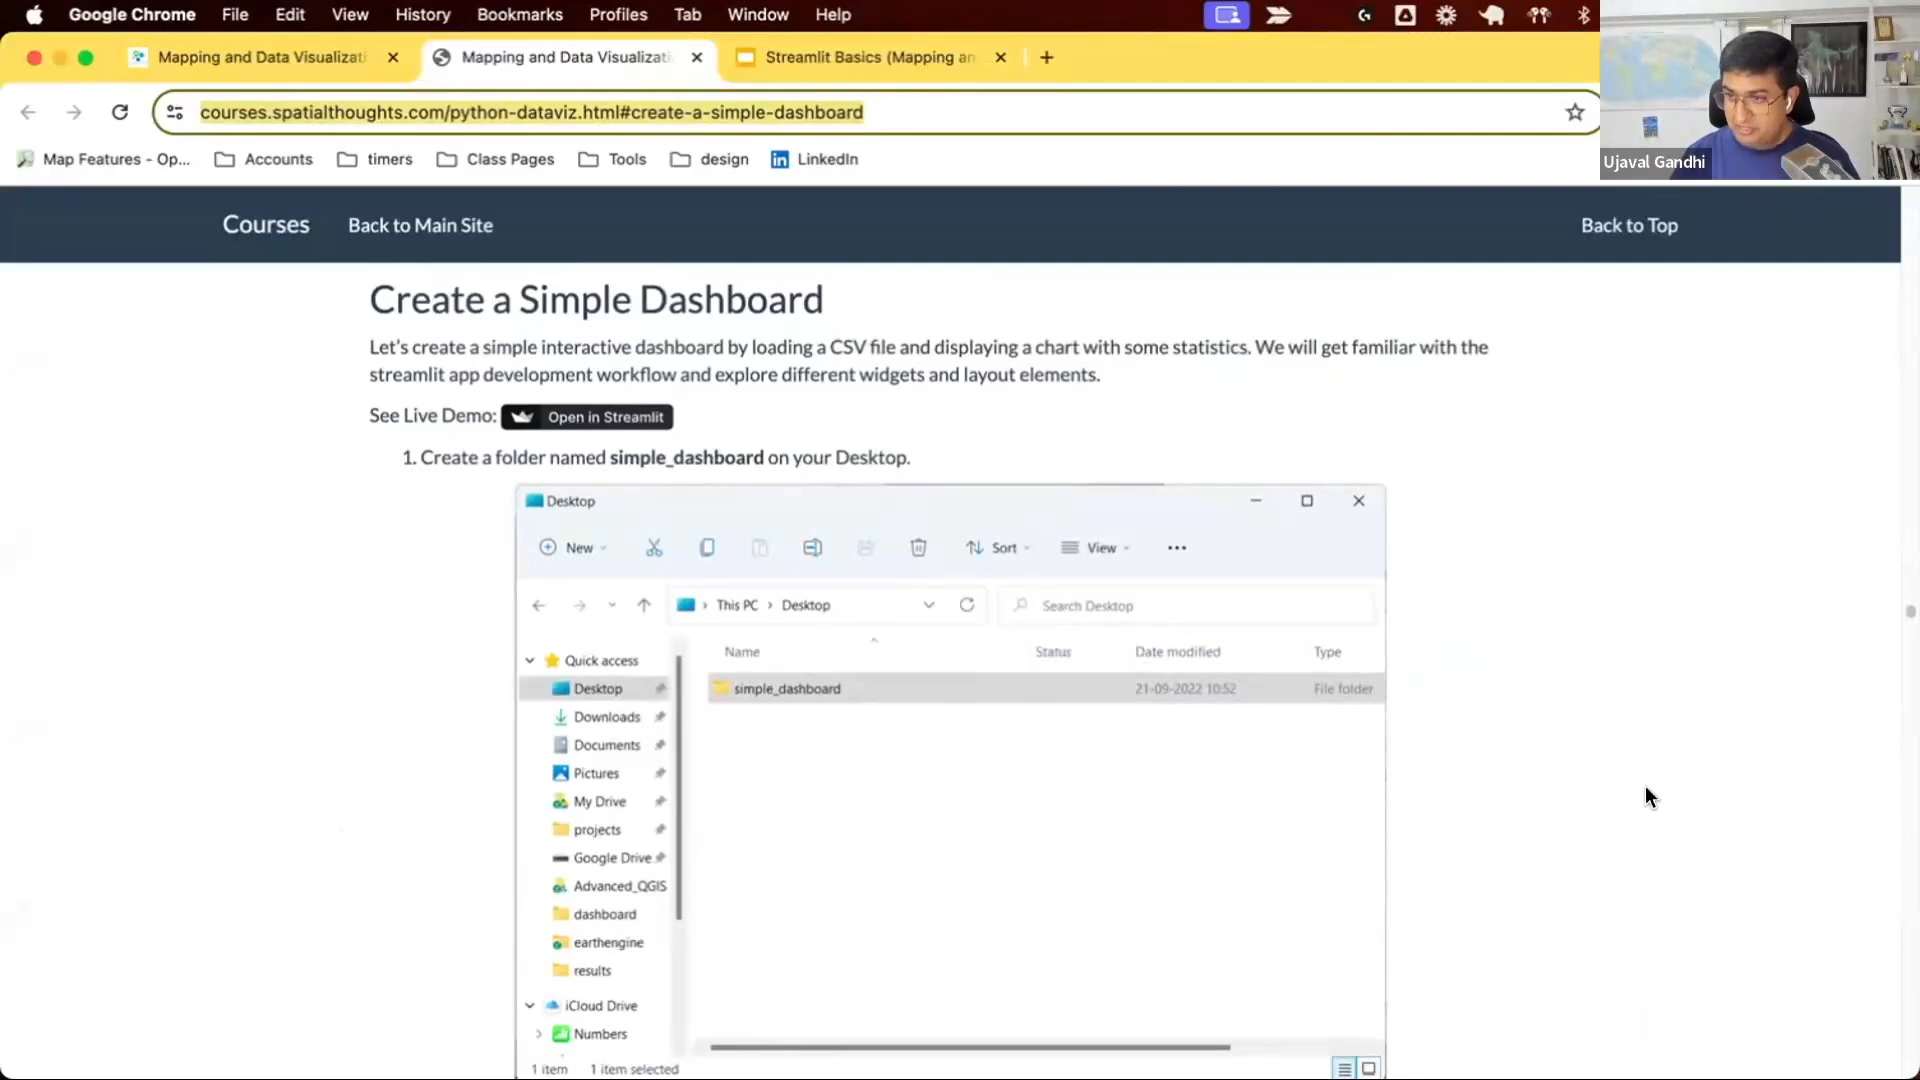 Google Chrome File Edit View History Bookmarks Profiles Tab Window Help
Mapping and Data Visualizati
Mapping and Data Visualizati
Streamlit Basics (Mapping an
courses.spatialthoughts.com/python-dataviz.html#create-a-simple-dashboard
Map Features - Op... Accounts timers Class Pages Tools design LinkedIn
Ujaval Gandhi
Courses Back to Main Site Back to Top
Create a Simple Dashboard
Let's create a simple interactive dashboard by loading a CSV file and displaying a chart with some statistics. We will get familiar with the
streamlit app development workflow and explore different widgets and layout elements.
See Live Demo: Open in Streamlit
1. Create a folder named simple_dashboard on your Desktop.
Desktop
New Sort View
This PC › Desktop Search Desktop
Name Status Date modified Type
Quick access
Desktop simple_dashboard 21-09-2022 10:52 File folder
Downloads
Documents
Pictures
My Drive
projects
Google Drive
Advanced_QGIS
dashboard
earthengine
results
iCloud Drive
Numbers
1 item 1 item selected